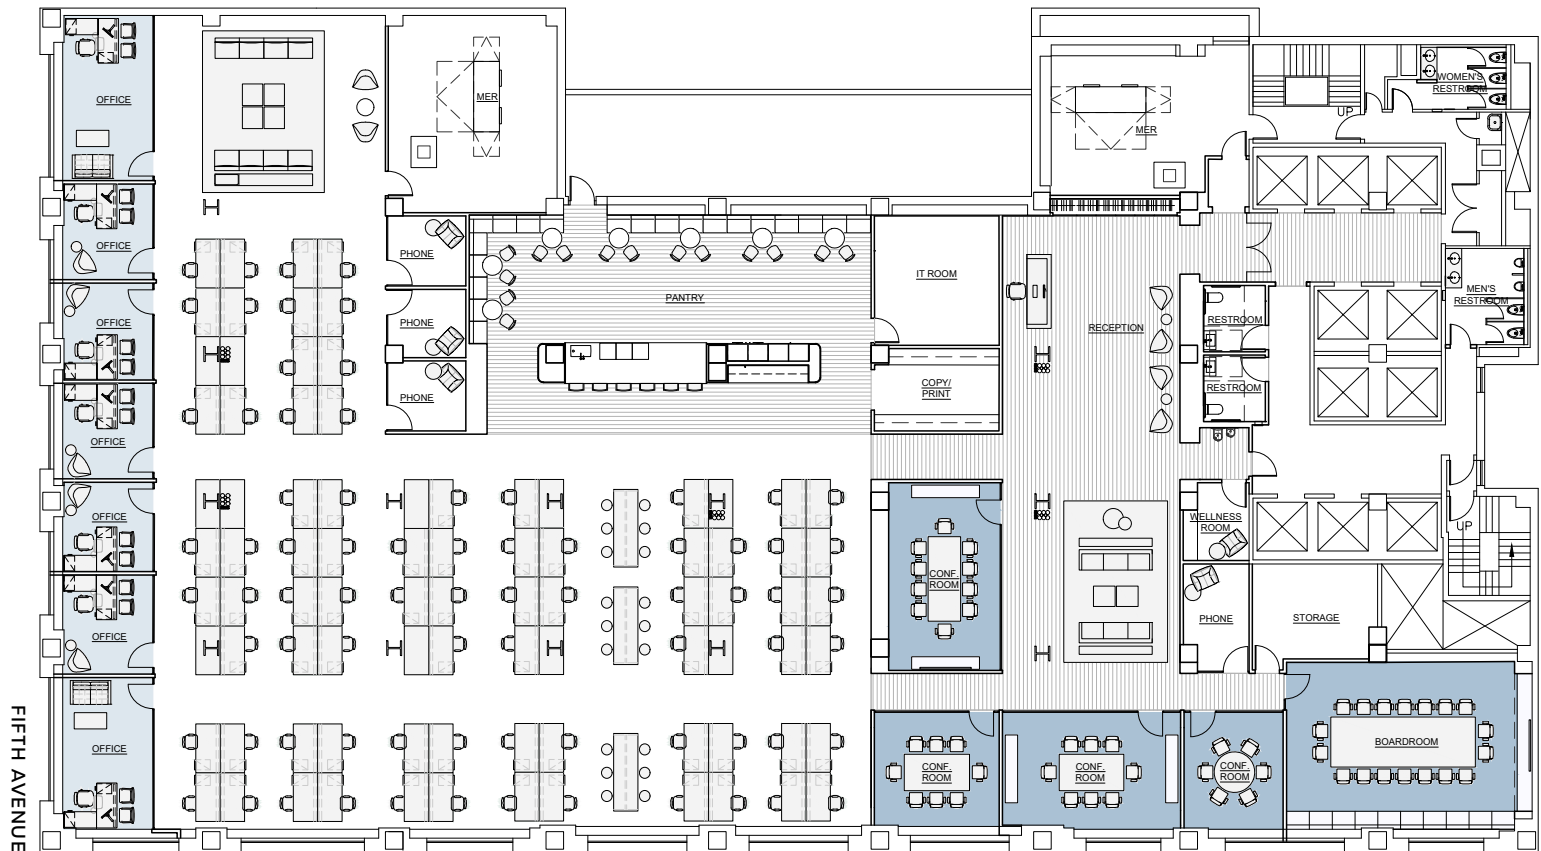 OFFICE
MER
MER
UP
WOMEN'S
RESTROOM
OFFICE
PHONE
IT ROOM
PANTRY
MEN'S
RESTROOM
OFFICE
PHONE
RECEPTION
RESTROOM
PHONE
COPY/
PRINT
RESTROOM
OFFICE
OFFICE
WELLNESS
ROOM
UP
CONF.
ROOM
OFFICE
PHONE
STORAGE
OFFICE
BOARDROOM
CONF.
ROOM
CONF.
ROOM
CONF.
ROOM
FIFTH AVENUE